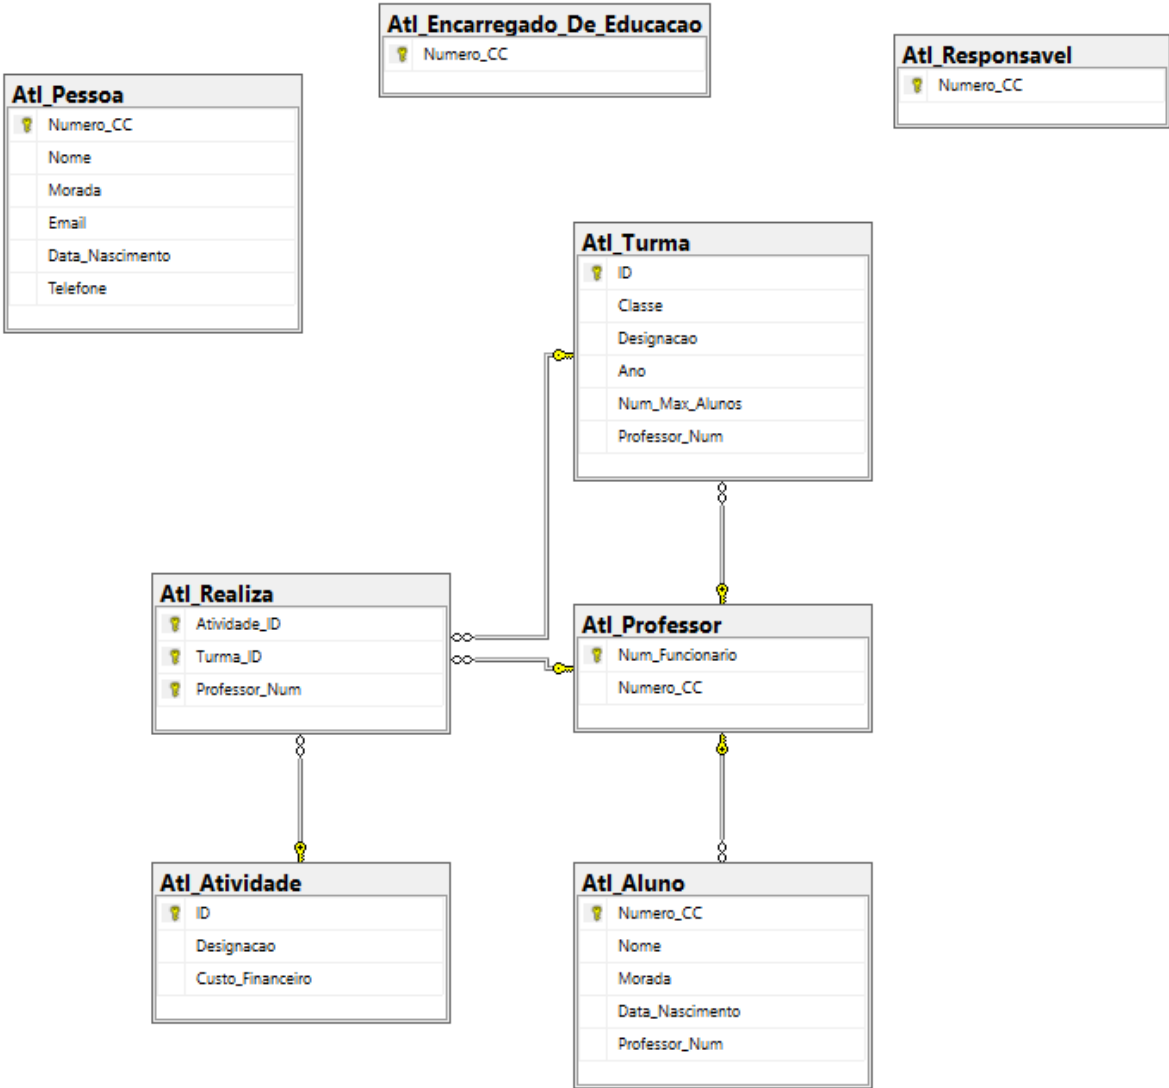 Atl_Encarregado_De_Educacao
Numero_CC
Atl_Responsavel
Numero_CC
Atl_Pessoa
Numero_CC
Nome
Morada
Email
Data_Nascimento
Telefone
Atl_Turma
ID
Classe
Designacao
Ano
Num_Max_Alunos
Professor_Num
Atl_Realiza
Atividade_ID
Turma_ID
Professor_Num
Atl_Professor
Num_Funcionario
Numero_CC
Atl_Atividade
ID
Designacao
Custo_Financeiro
Atl_Aluno
Numero_CC
Nome
Morada
Data_Nascimento
Professor_Num